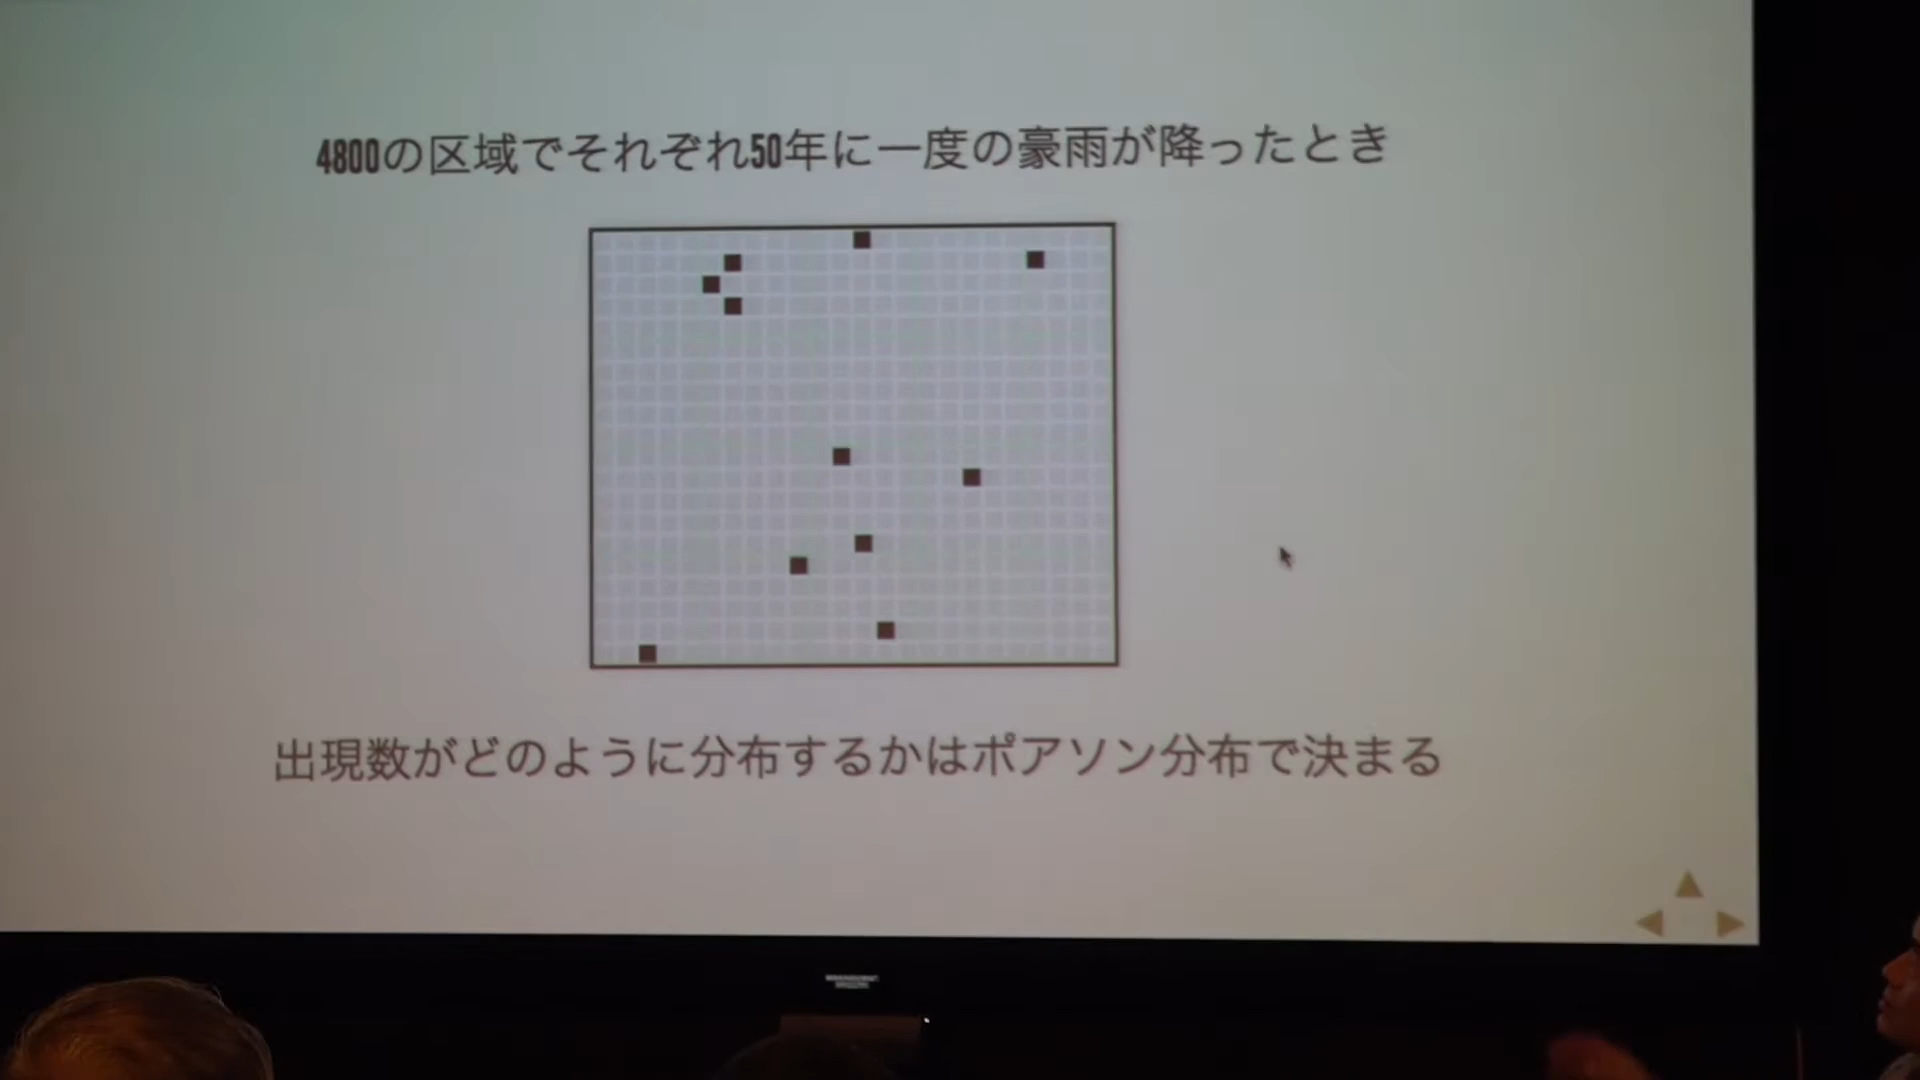 4800の区域でそれぞれ50年に一度の豪雨が降ったとき
出現数がどのように分布するかはポアソン分布で決まる